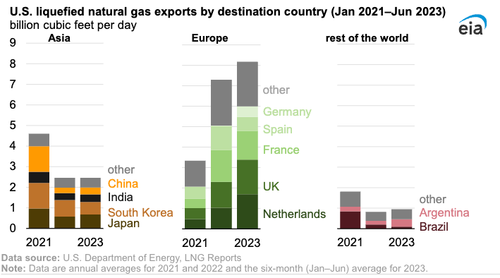 U.S. liquefied natural gas exports by destination country (Jan 2021–Jun 2023)
billion cubic feet per day
eia
Asia
Europe
rest of the world
9
8
7
6
5
4
3
2
1
0
other
China
India
South Korea
Japan
2021
2023
other
Germany
Spain
France
UK
Netherlands
2021
2023
other
Argentina
Brazil
2021
2023
Data source: U.S. Department of Energy, LNG Reports
Note: Data are annual averages for 2021 and 2022 and the six-month (Jan–Jun) average for 2023.